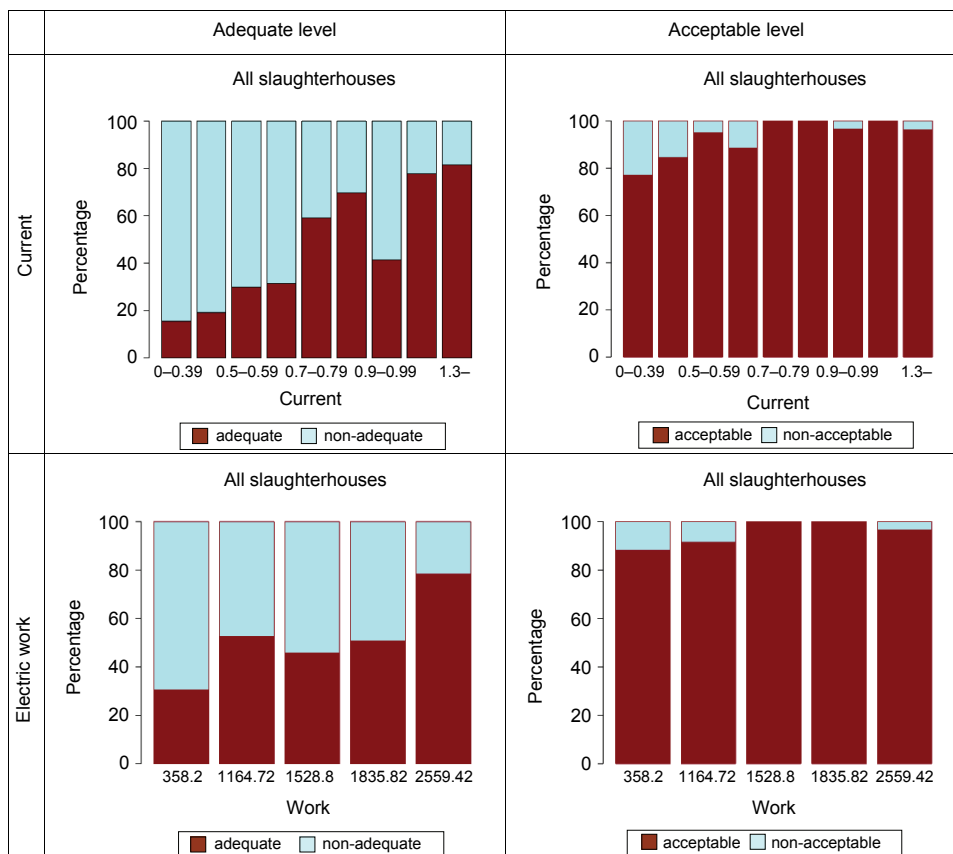 Adequate level
Acceptable level
Current
All slaughterhouses
Percentage
100
80
60
40
20
0
0–0.39 0.5–0.59 0.7–0.79 0.9–0.99 1.3–
Current
adequate non-adequate
All slaughterhouses
Percentage
100
80
60
40
20
0
0–0.39 0.5–0.59 0.7–0.79 0.9–0.99 1.3–
Current
acceptable non-acceptable
Electric work
All slaughterhouses
Percentage
100
80
60
40
20
0
358.2 1164.72 1528.8 1835.82 2559.42
Work
adequate non-adequate
All slaughterhouses
Percentage
100
80
60
40
20
0
358.2 1164.72 1528.8 1835.82 2559.42
Work
acceptable non-acceptable